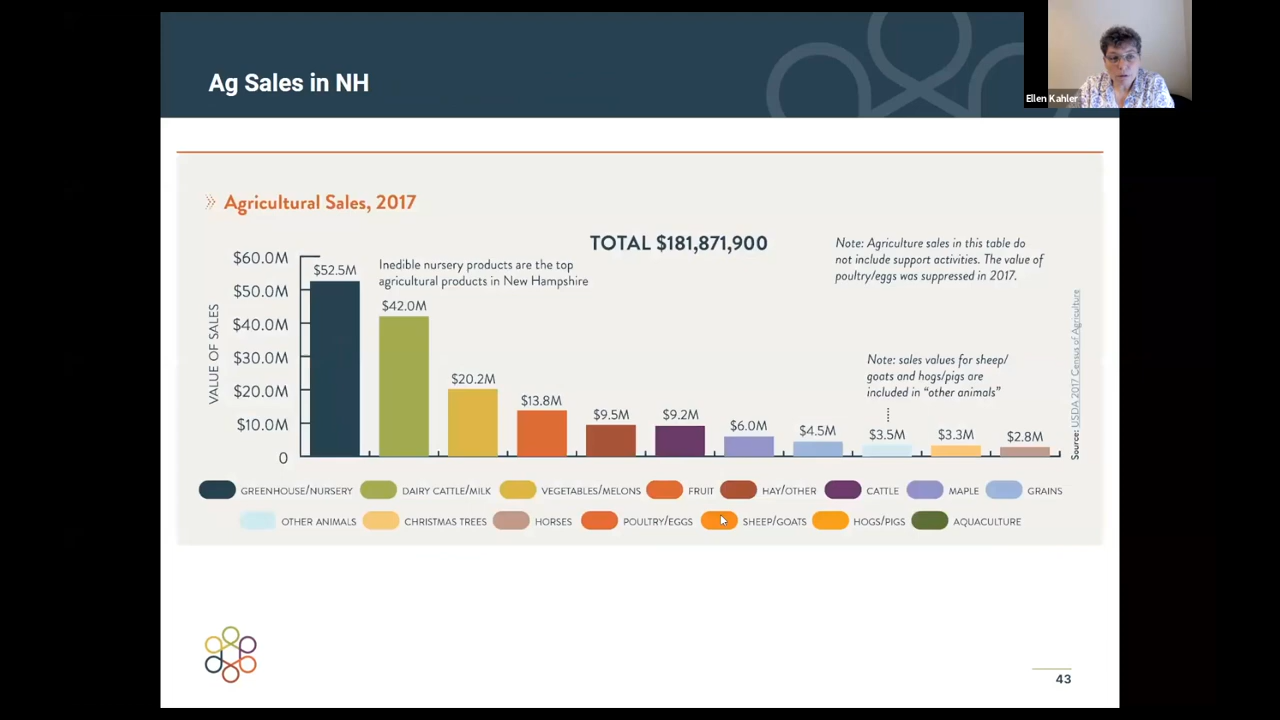 Ag Sales in NH
Ellen Kahler
Agricultural Sales, 2017
TOTAL $181,871,900
Note: Agriculture sales in this table do
not include support activities. The value of
poultry/eggs was suppressed in 2017.
Inedible nursery products are the top
agricultural products in New Hampshire
VALUE OF SALES
$60.0M
$50.0M
$40.0M
$30.0M
$20.0M
$10.0M
0
$52.5M
$42.0M
$20.2M
$13.8M
$9.5M
$9.2M
$6.0M
$4.5M
$3.5M
$3.3M
$2.8M
Note: sales values for sheep/
goats and hogs/pigs are
included in "other animals"
Source: USDA 2017 Census of Agriculture
GREENHOUSE/NURSERY DAIRY CATTLE/MILK VEGETABLES/MELONS FRUIT HAY/OTHER CATTLE MAPLE GRAINS
OTHER ANIMALS CHRISTMAS TREES HORSES POULTRY/EGGS SHEEP/GOATS HOGS/PIGS AQUACULTURE
43